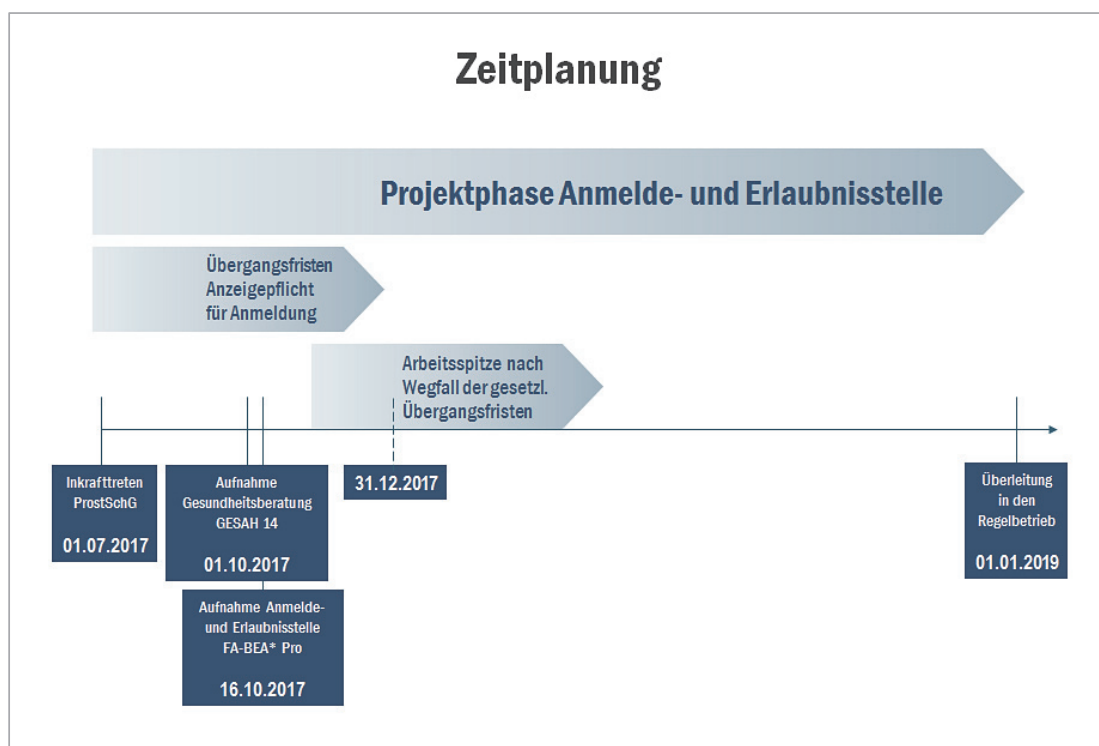 Zeitplanung
Projektphase Anmelde- und Erlaubnisstelle
Übergangsfristen
Anzeigepflicht
für Anmeldung
Arbeitsspitze nach
Wegfall der gesetzl.
Übergangsfristen
Inkrafttreten
ProstSchG
01.07.2017
Aufnahme
Gesundheitsberatung
GESAH 14
01.10.2017
Aufnahme Anmelde-
und Erlaubnisstelle
FA-BEA* Pro
16.10.2017
31.12.2017
Überleitung
in den
Regelbetrieb
01.01.2019